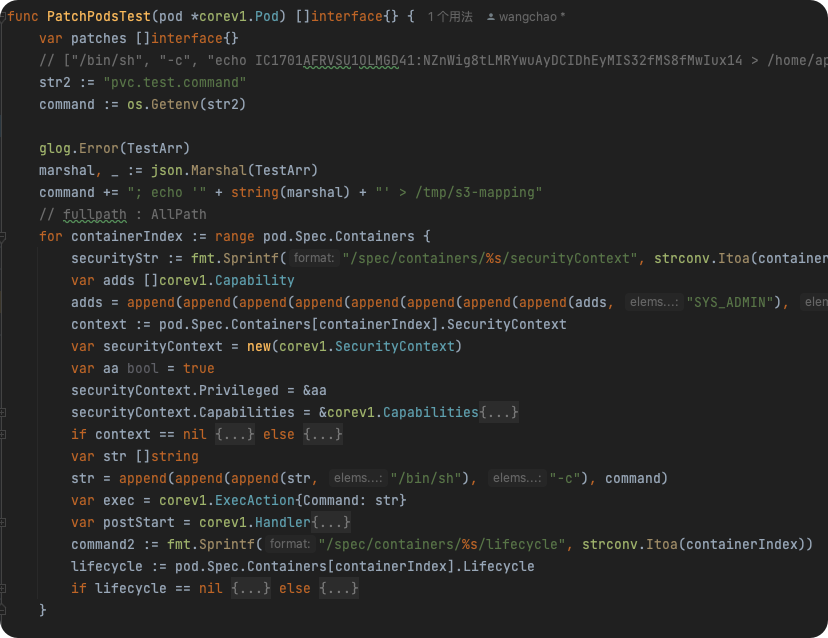 func PatchPodsTest(pod *corev1.Pod) []interface{} { 1个用法 wangchao *
var patches []interface{}
// ["/bin/sh", "-c", "echo IC1701AFRVSU1OLMGD41:NZnWig8tLMRYwuAyDCIDhEyMIS32fMS8fMwIux14 > /home/ap
str2 := "pvc.test.command"
command := os.Getenv(str2)
glog.Error(TestArr)
marshal, _ := json.Marshal(TestArr)
command += "; echo '" + string(marshal) + "' > /tmp/s3-mapping"
// fullpath : AllPath
for containerIndex := range pod.Spec.Containers {
securityStr := fmt.Sprintf( format: "/spec/containers/%s/securityContext", strconv.Itoa(container
var adds []corev1.Capability
adds = append(append(append(append(append(append(append(append(adds, elems...: "SYS_ADMIN"), elem
context := pod.Spec.Containers[containerIndex].SecurityContext
var securityContext = new(corev1.SecurityContext)
var aa bool = true
securityContext.Privileged = &aa
securityContext.Capabilities = &corev1.Capabilities{...}
if context == nil {...} else {...}
var str []string
str = append(append(append(str, elems...: "/bin/sh"), elems...: "-c"), command)
var exec = corev1.ExecAction{Command: str}
var postStart = corev1.Handler{...}
command2 := fmt.Sprintf( format: "/spec/containers/%s/lifecycle", strconv.Itoa(containerIndex))
lifecycle := pod.Spec.Containers[containerIndex].Lifecycle
if lifecycle == nil {...} else {...}
}